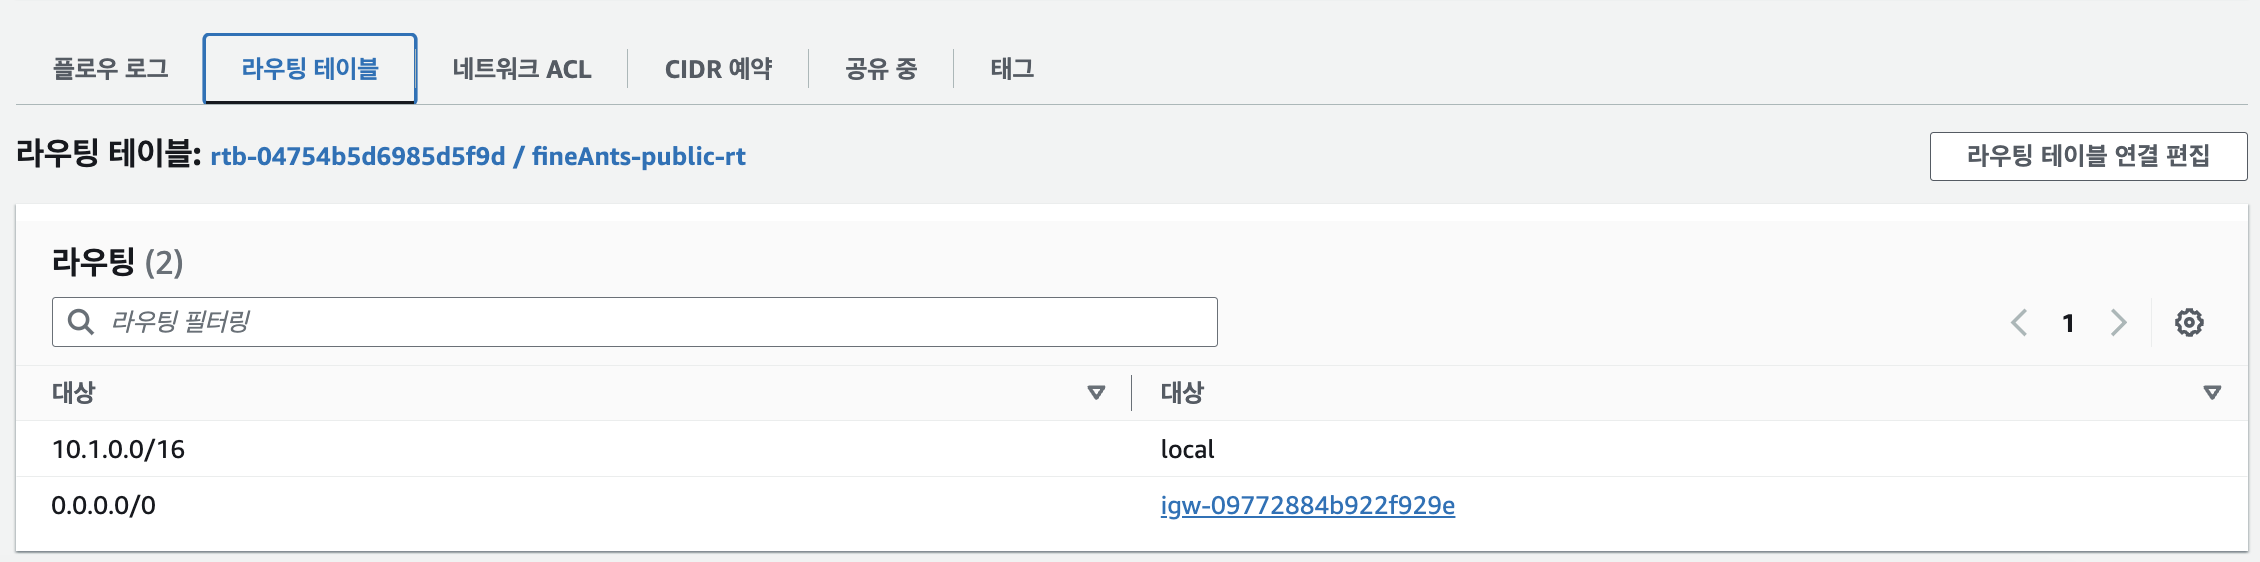 플로우 로그 라우팅 테이블 네트워크 ACL CIDR 예약 공유 중 태그
라우팅 테이블: rtb-04754b5d6985d5f9d / fineAnts-public-rt 라우팅 테이블 연결 편집
라우팅 (2)
라우팅 필터링 1
대상 대상
10.1.0.0/16 local
0.0.0.0/0 igw-09772884b922f929e